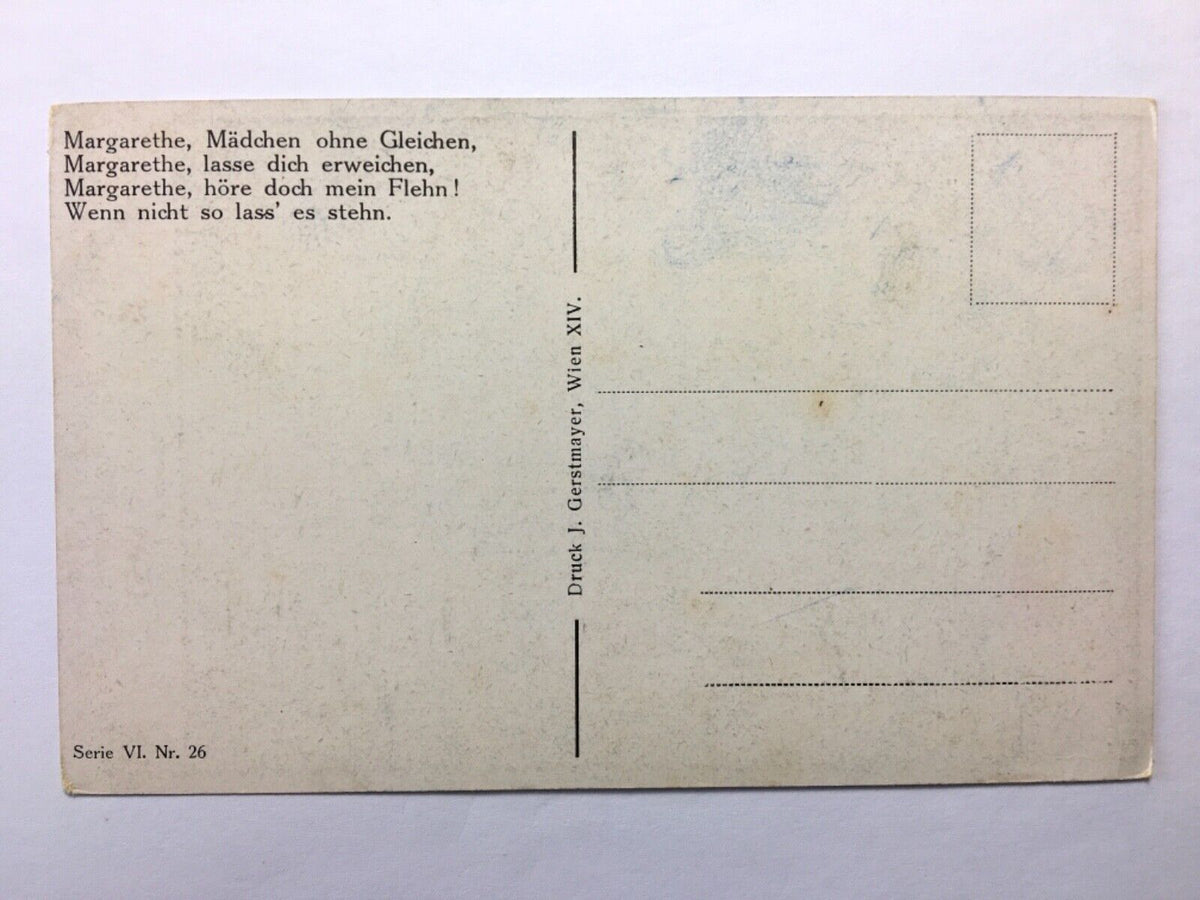 Margarethe, Mädchen ohne Gleichen,
Margarethe, lasse dich erweichen,
Margarethe, höre doch mein Flehn!
Wenn nicht so lass’ es stehn.
Serie VI. Nr. 26
Druck J. Gerstmayer, Wien XIV.